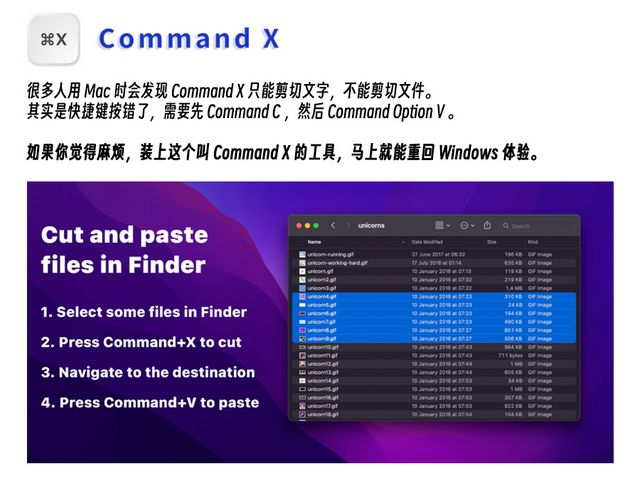 ⌘X Command X
很多人用 Mac 时会发现 Command X 只能剪切文字，不能剪切文件。
其实是快捷键按错了，需要先 Command C ，然后 Command Option V 。
如果你觉得麻烦，装上这个叫 Command X 的工具，马上就能重回 Windows 体验。
Cut and paste
files in Finder
1. Select some files in Finder
2. Press Command+X to cut
3. Navigate to the destination
4. Press Command+V to paste
unicorns Search
Name Date Modified Size Kind
unicorn-running.gif 27 June 2017 at 06:32 196 KB GIF Image
unicorn-working-hard.gif 17 July 2016 at 01:14 635 KB GIF Image
unicorn.gif 10 January 2016 at 07:13 119 KB GIF Image
unicorn2.gif 10 January 2016 at 07:22 219 KB GIF Image
unicorn3.gif 10 January 2016 at 07:22 1,4 MB GIF Image
unicorn4.gif 10 January 2016 at 07:23 310 KB GIF Image
unicorn5.gif 10 January 2016 at 07:23 24 KB GIF Image
unicorn6.gif 10 January 2016 at 07:23 194 KB GIF Image
unicorn7.gif 10 January 2016 at 07:23 490 KB GIF Image
unicorn8.gif 10 January 2016 at 07:23 851 KB GIF Image
unicorn9.gif 10 January 2016 at 07:23 506 KB GIF Image
unicorn10.gif 10 January 2016 at 07:43 984 KB GIF Image
unicorn11.gif 10 January 2016 at 07:43 711 bytes GIF Image
unicorn12.gif 10 January 2016 at 07:43 1 MB GIF Image
unicorn13.gif 10 January 2016 at 07:44 605 KB GIF Image
unicorn14.gif 10 January 2016 at 07:53 34 KB GIF Image
unicorn15.gif 10 January 2016 at 07:53 1 MB GIF Image
unicorn16.gif 10 January 2016 at 07:53 307 KB GIF Image
unicorn17.gif 10 January 2016 at 07:53 922 KB GIF Image
unicorn18.gif 10 January 2016 at 07:54 104 KB GIF Image